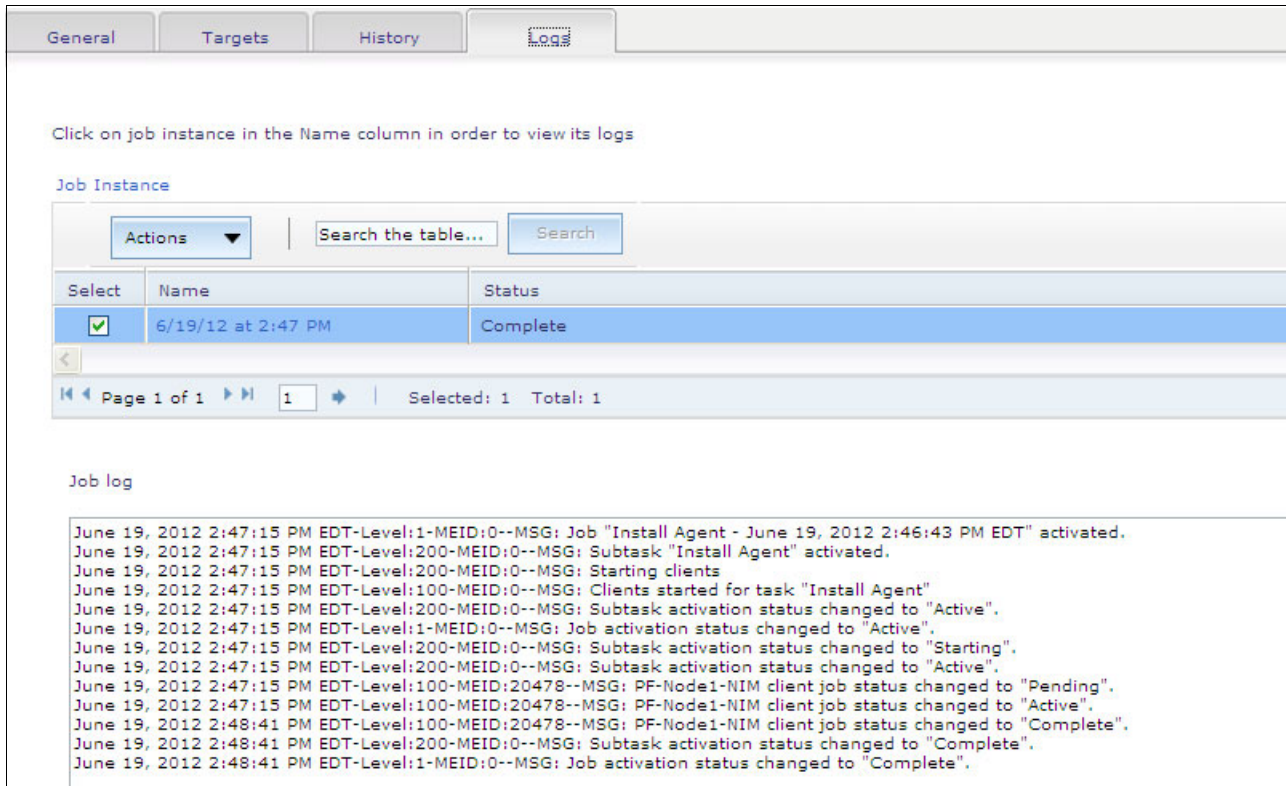 General Targets History Logs
Click on job instance in the Name column in order to view its logs
Job Instance
Actions Search the table... Search
Select Name Status
6/19/12 at 2:47 PM Complete
Page 1 of 1 1 Selected: 1 Total: 1
Job log
June 19, 2012 2:47:15 PM EDT-Level:1-MEID:0--MSG: Job "Install Agent - June 19, 2012 2:46:43 PM EDT" activated.
June 19, 2012 2:47:15 PM EDT-Level:200-MEID:0--MSG: Subtask "Install Agent" activated.
June 19, 2012 2:47:15 PM EDT-Level:200-MEID:0--MSG: Starting clients
June 19, 2012 2:47:15 PM EDT-Level:100-MEID:0--MSG: Clients started for task "Install Agent"
June 19, 2012 2:47:15 PM EDT-Level:200-MEID:0--MSG: Subtask activation status changed to "Active".
June 19, 2012 2:47:15 PM EDT-Level:1-MEID:0--MSG: Job activation status changed to "Active".
June 19, 2012 2:47:15 PM EDT-Level:200-MEID:0--MSG: Subtask activation status changed to "Starting".
June 19, 2012 2:47:15 PM EDT-Level:200-MEID:0--MSG: Subtask activation status changed to "Active".
June 19, 2012 2:47:15 PM EDT-Level:100-MEID:20478--MSG: PF-Node1-NIM client job status changed to "Pending".
June 19, 2012 2:47:15 PM EDT-Level:100-MEID:20478--MSG: PF-Node1-NIM client job status changed to "Active".
June 19, 2012 2:48:41 PM EDT-Level:100-MEID:20478--MSG: PF-Node1-NIM client job status changed to "Complete".
June 19, 2012 2:48:41 PM EDT-Level:200-MEID:0--MSG: Subtask activation status changed to "Complete".
June 19, 2012 2:48:41 PM EDT-Level:1-MEID:0--MSG: Job activation status changed to "Complete".